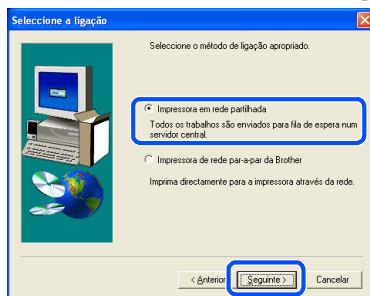 Seleccione a ligação
Seleccione o método de ligação apropriado.
Impressora em rede partilhada
Todos os trabalhos são enviados para fila de espera num
servidor central.
Impressora de rede par-a-par da Brother
Imprima directamente para a impressora através da rede.
< Anterior
Seguinte >
Cancelar